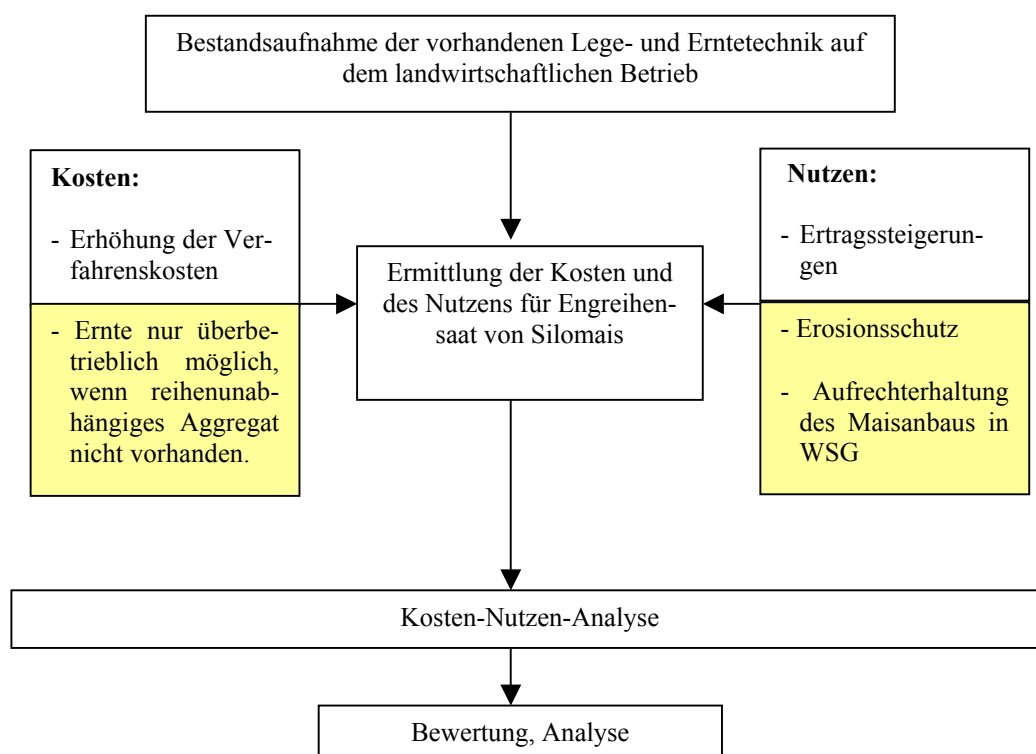 Bestandsaufnahme der vorhandenen Lege- und Erntetechnik auf
dem landwirtschaftlichen Betrieb
Kosten:
- Erhöhung der Ver-
fahrenskosten
- Ernte nur überbe-
trieblich möglich,
wenn reihenunab-
hängiges Aggregat
nicht vorhanden.
Ermittlung der Kosten und
des Nutzens für Engreihen-
saat von Silomais
Nutzen:
- Ertragssteigerun-
gen
- Erosionsschutz
- Aufrechterhaltung
des Maisanbaus in
WSG
Kosten-Nutzen-Analyse
Bewertung, Analyse